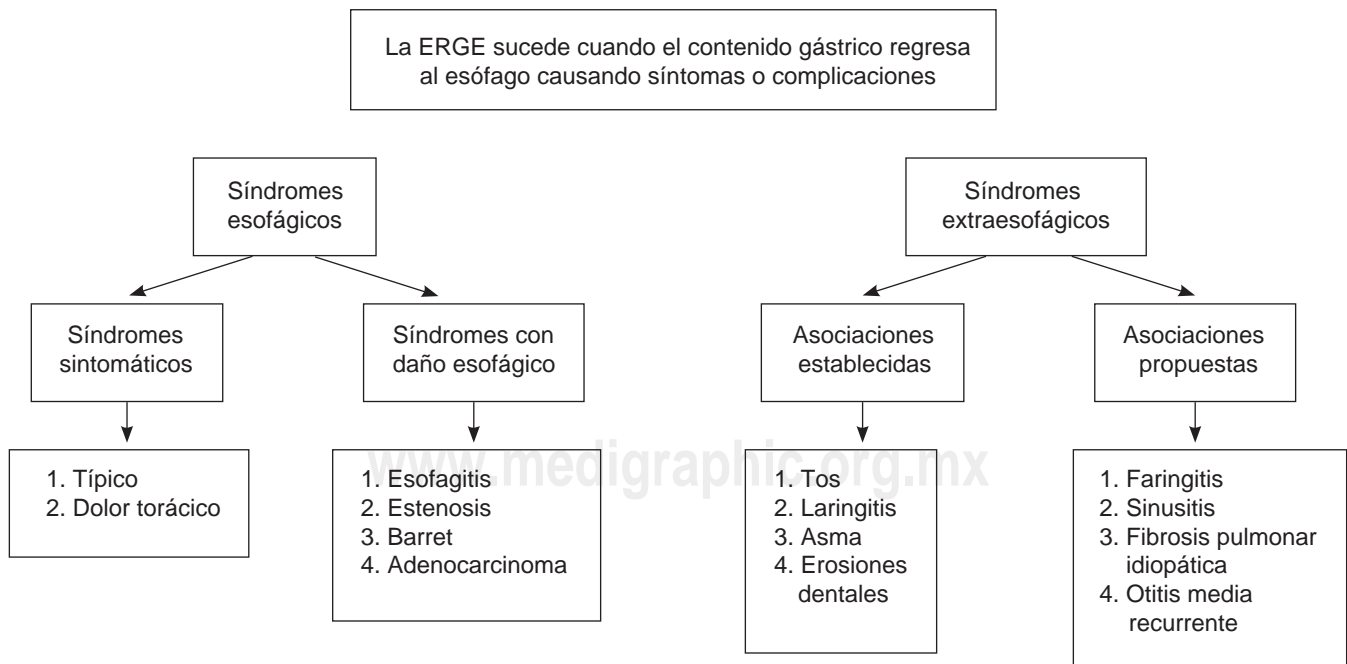 La ERGE sucede cuando el contenido gástrico regresa
al esófago causando síntomas o complicaciones
Síndromes
esofágicos
Síndromes
extraesofágicos
Síndromes
sintomáticos
Síndromes con
daño esofágico
Asociaciones
establecidas
Asociaciones
propuestas
1. Típico
2. Dolor torácico
1. Esofagitis
2. Estenosis
3. Barret
4. Adenocarcinoma
1. Tos
2. Laringitis
3. Asma
4. Erosiones
dentales
1. Faringitis
2. Sinusitis
3. Fibrosis pulmonar
idiopática
4. Otitis media
recurrente
www.medigraphic.org.mx